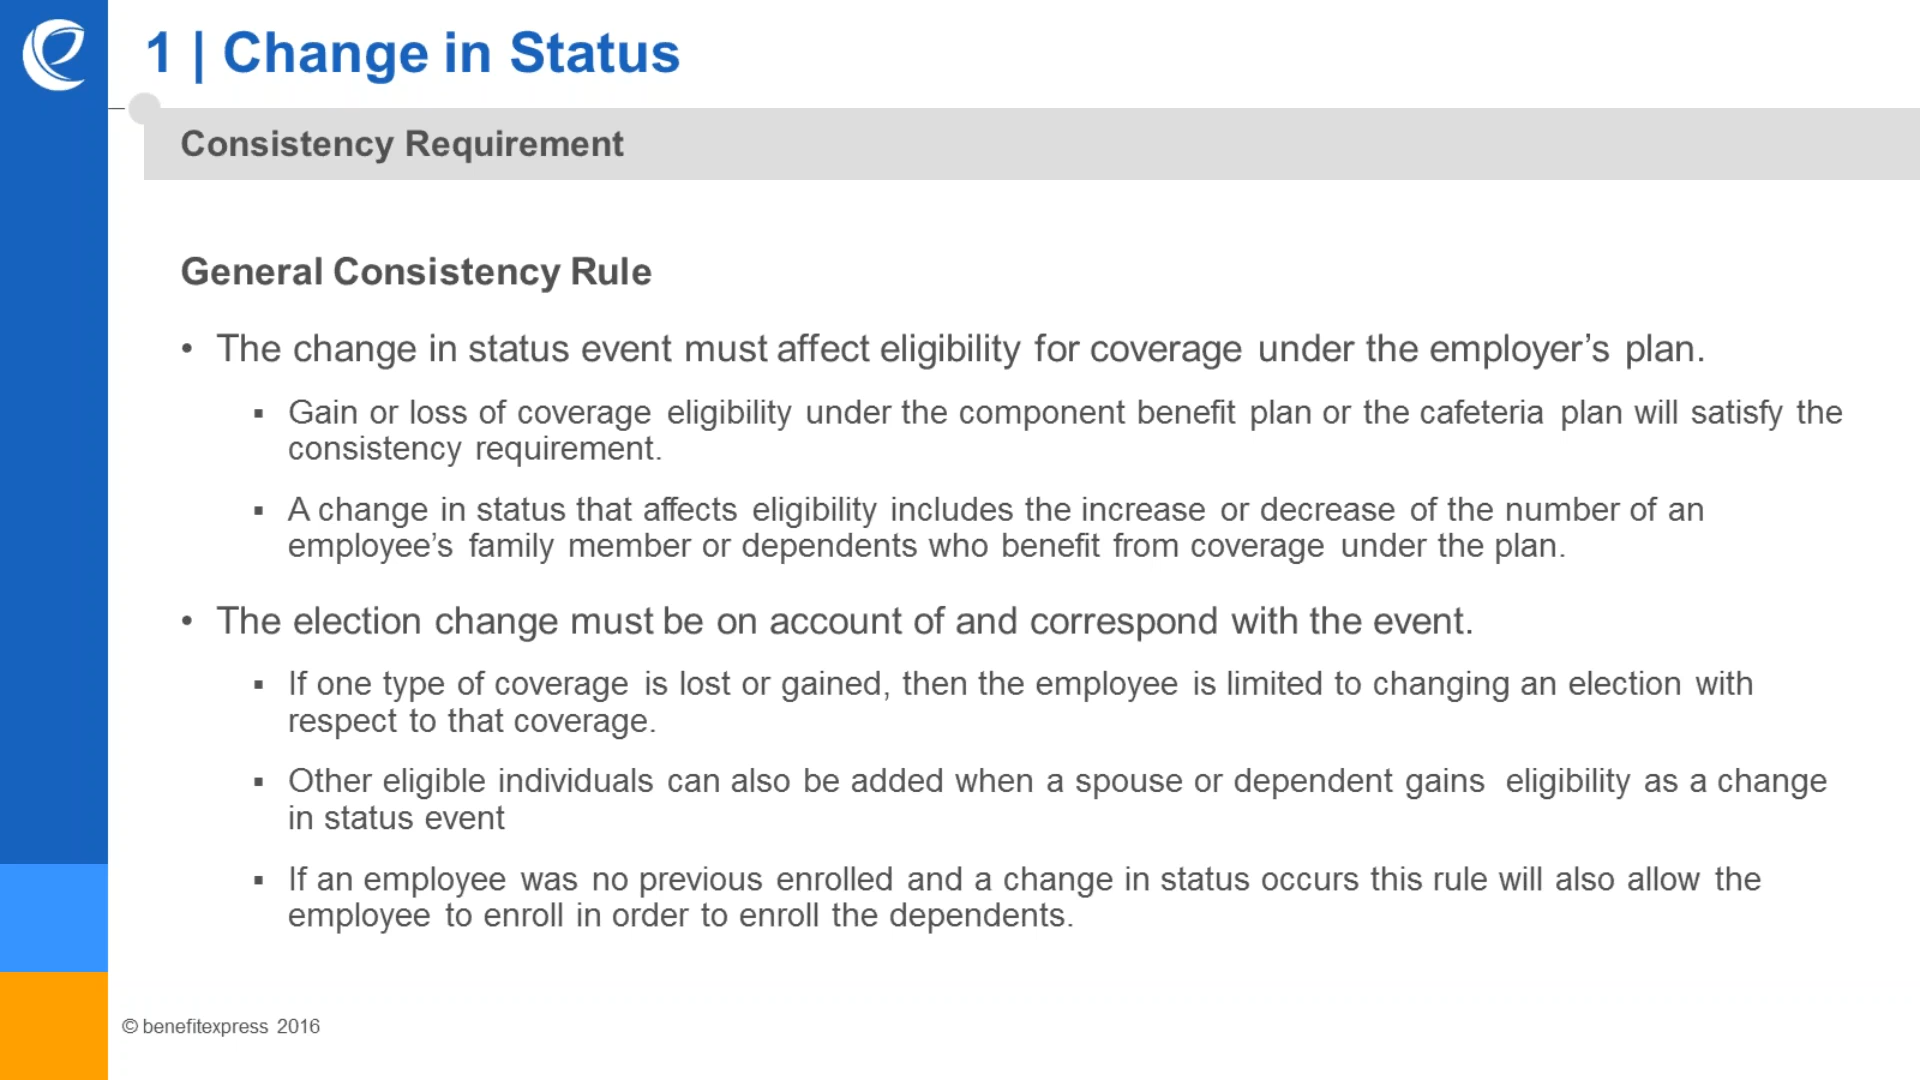 1 | Change in Status
Consistency Requirement
General Consistency Rule
• The change in status event must affect eligibility for coverage under the employer’s plan.
▪ Gain or loss of coverage eligibility under the component benefit plan or the cafeteria plan will satisfy the
consistency requirement.
▪ A change in status that affects eligibility includes the increase or decrease of the number of an
employee’s family member or dependents who benefit from coverage under the plan.
• The election change must be on account of and correspond with the event.
▪ If one type of coverage is lost or gained, then the employee is limited to changing an election with
respect to that coverage.
▪ Other eligible individuals can also be added when a spouse or dependent gains eligibility as a change
in status event
▪ If an employee was no previous enrolled and a change in status occurs this rule will also allow the
employee to enroll in order to enroll the dependents.
© benefitexpress 2016